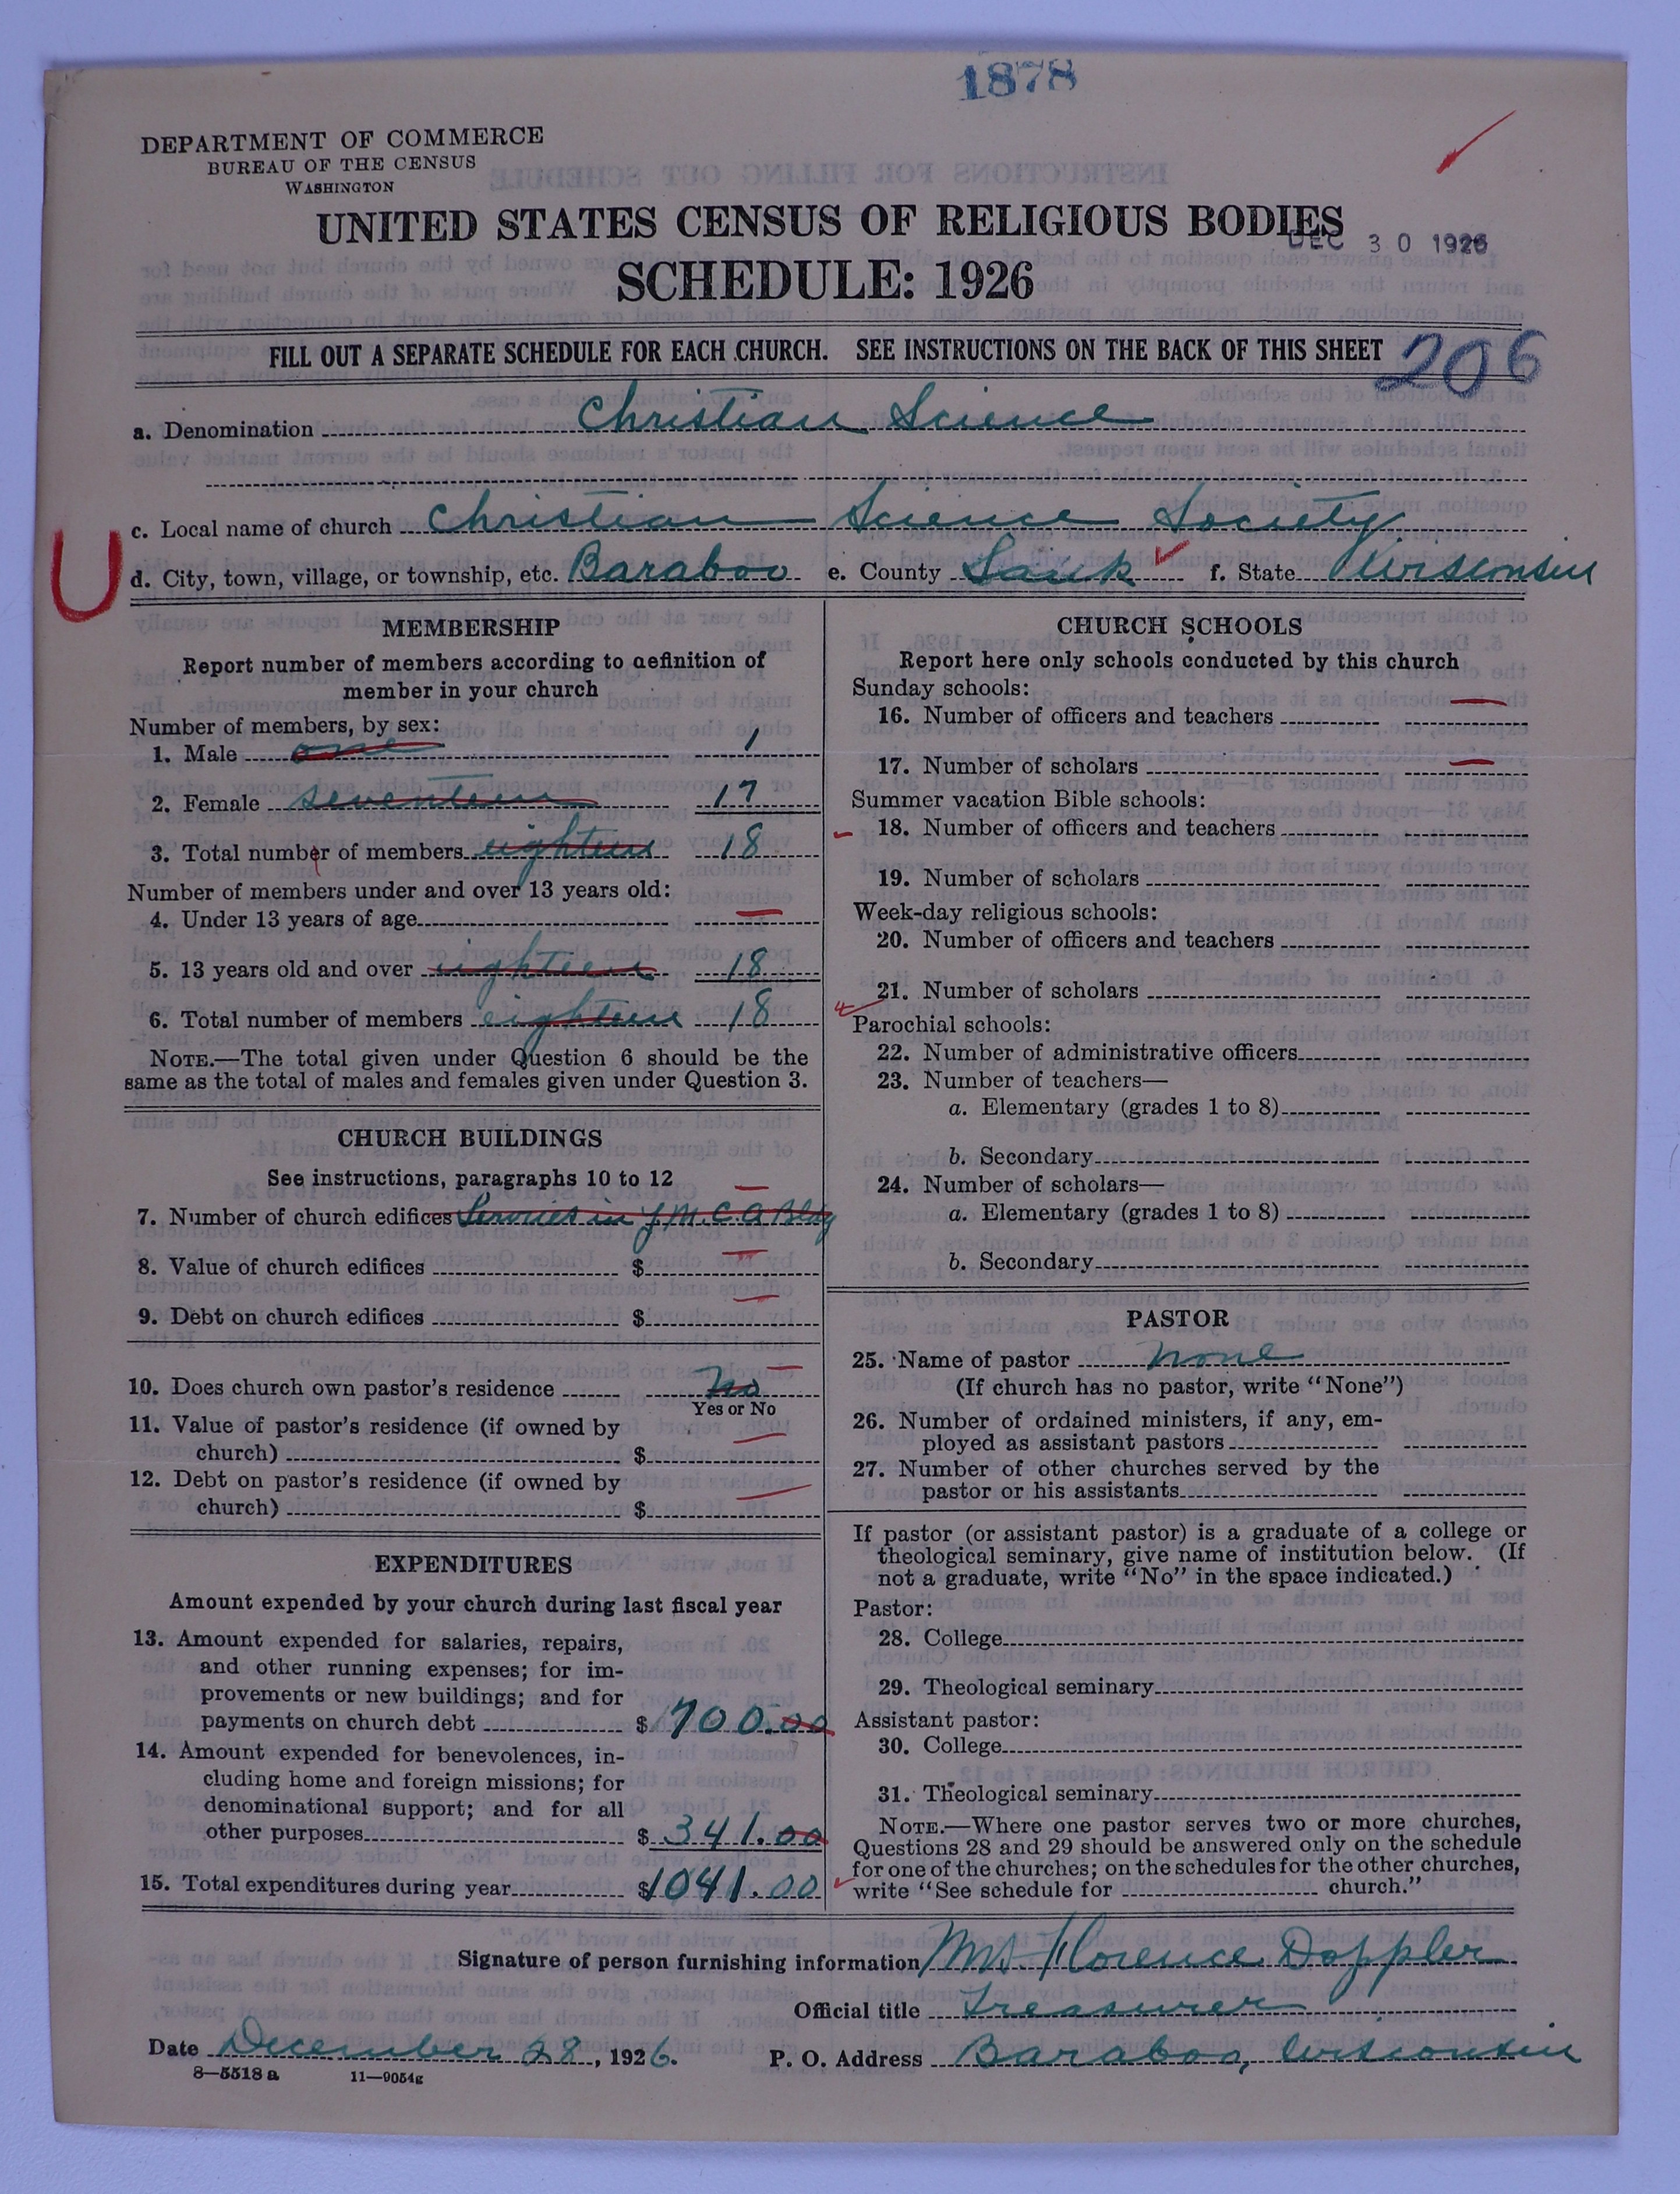 1878
DEPARTMENT OF COMMERCE
BUREAU OF THE CENSUS
WASHINGTON
UNITED STATES CENSUS OF RELIGIOUS BODIES
DEC 30 1926
SCHEDULE: 1926
FILL OUT A SEPARATE SCHEDULE FOR EACH CHURCH. SEE INSTRUCTIONS ON THE BACK OF THIS SHEET
206
a. Denomination Christian Science
c. Local name of church Christian Science Society
U
d. City, town, village, or township, etc. Baraboo e. County Sauk f. State Wisconsin
MEMBERSHIP
Report number of members according to definition of
member in your church
Number of members, by sex:
1. Male one 1
2. Female seventeen 17
3. Total number of members eighteen 18
Number of members under and over 13 years old:
4. Under 13 years of age —
5. 13 years old and over eighteen 18
6. Total number of members eighteen 18
NOTE.—The total given under Question 6 should be the
same as the total of males and females given under Question 3.
CHURCH BUILDINGS
See instructions, paragraphs 10 to 12
7. Number of church edifices Services in Y.M.C.A Bldg —
8. Value of church edifices $ —
9. Debt on church edifices $ —
10. Does church own pastor's residence No —
Yes or No
11. Value of pastor's residence (if owned by
church) $ —
12. Debt on pastor's residence (if owned by
church) $ —
EXPENDITURES
Amount expended by your church during last fiscal year
13. Amount expended for salaries, repairs,
and other running expenses; for im-
provements or new buildings; and for
payments on church debt $ 700.00
14. Amount expended for benevolences, in-
cluding home and foreign missions; for
denominational support; and for all
other purposes $ 341.00
15. Total expenditures during year $1041.00
CHURCH SCHOOLS
Report here only schools conducted by this church
Sunday schools:
16. Number of officers and teachers —
17. Number of scholars —
Summer vacation Bible schools:
18. Number of officers and teachers
19. Number of scholars
Week-day religious schools:
20. Number of officers and teachers
21. Number of scholars
Parochial schools:
22. Number of administrative officers
23. Number of teachers—
a. Elementary (grades 1 to 8)
b. Secondary
24. Number of scholars—
a. Elementary (grades 1 to 8)
b. Secondary
PASTOR
25. Name of pastor none
(If church has no pastor, write "None")
26. Number of ordained ministers, if any, em-
ployed as assistant pastors
27. Number of other churches served by the
pastor or his assistants
If pastor (or assistant pastor) is a graduate of a college or
theological seminary, give name of institution below. (If
not a graduate, write "No" in the space indicated.)
Pastor:
28. College
29. Theological seminary
Assistant pastor:
30. College
31. Theological seminary
NOTE.—Where one pastor serves two or more churches,
Questions 28 and 29 should be answered only on the schedule
for one of the churches; on the schedules for the other churches,
write "See schedule for church."
Signature of person furnishing information Mrs. Florence Doppler
Official title Treasurer
Date December 28, 1926. P. O. Address Baraboo, Wisconsin
8—5518 a 11—9054g